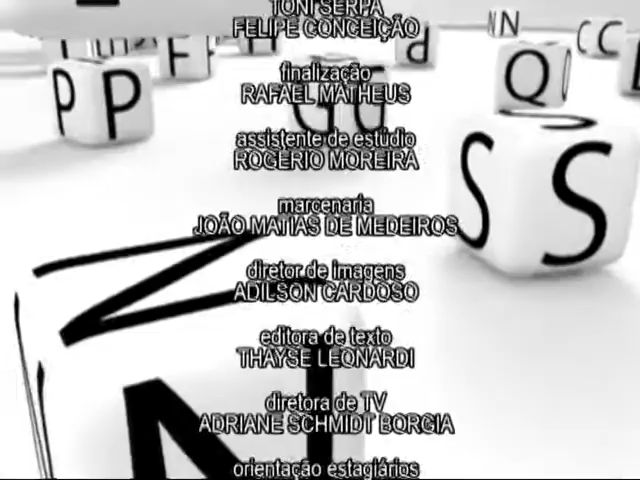 TONI SERPA
FELIPE CONCEIÇÃO
finalização
RAFAEL MATHEUS
assistente de estúdio
ROGÉRIO MOREIRA
marcenaria
JOÃO MATIAS DE MEDEIROS
diretor de imagens
ADILSON CARDOSO
editora de texto
THAYSE LEONARDI
diretora de TV
ADRIANE SCHMIDT BORGIA
orientação estagiários
P P
F
G G
d
N
C C
Q
S S
N
N